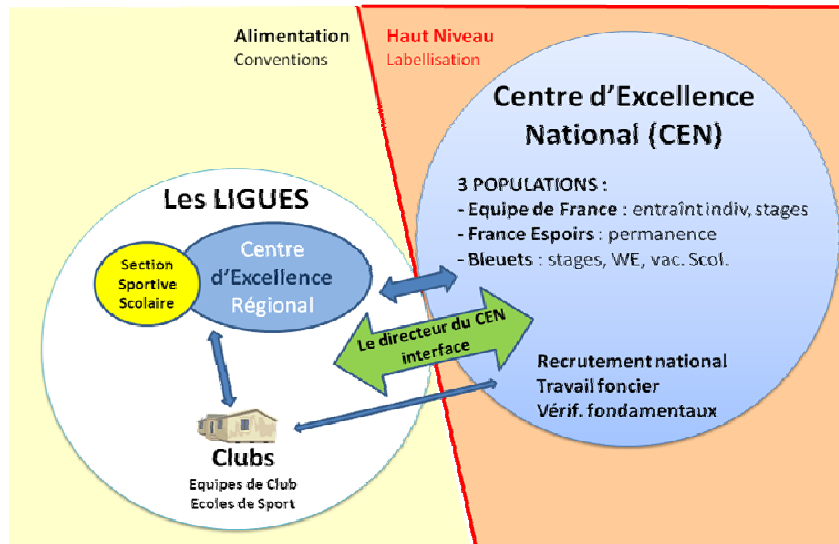 Alimentation
Conventions
Haut Niveau
Labellisation
Centre d'Excellence
National (CEN)
3 POPULATIONS :
- Equipe de France : entraînt indiv, stages
- France Espoirs : permanence
- Bleuets : stages, WE, vac. Scol.
Les LIGUES
Centre
d'Excellence
Régional
Section
Sportive
Scolaire
Le directeur du CEN
interface
Recrutement national
Travail foncier
Vérif. fondamentaux
Clubs
Equipes de Club
Ecoles de Sport